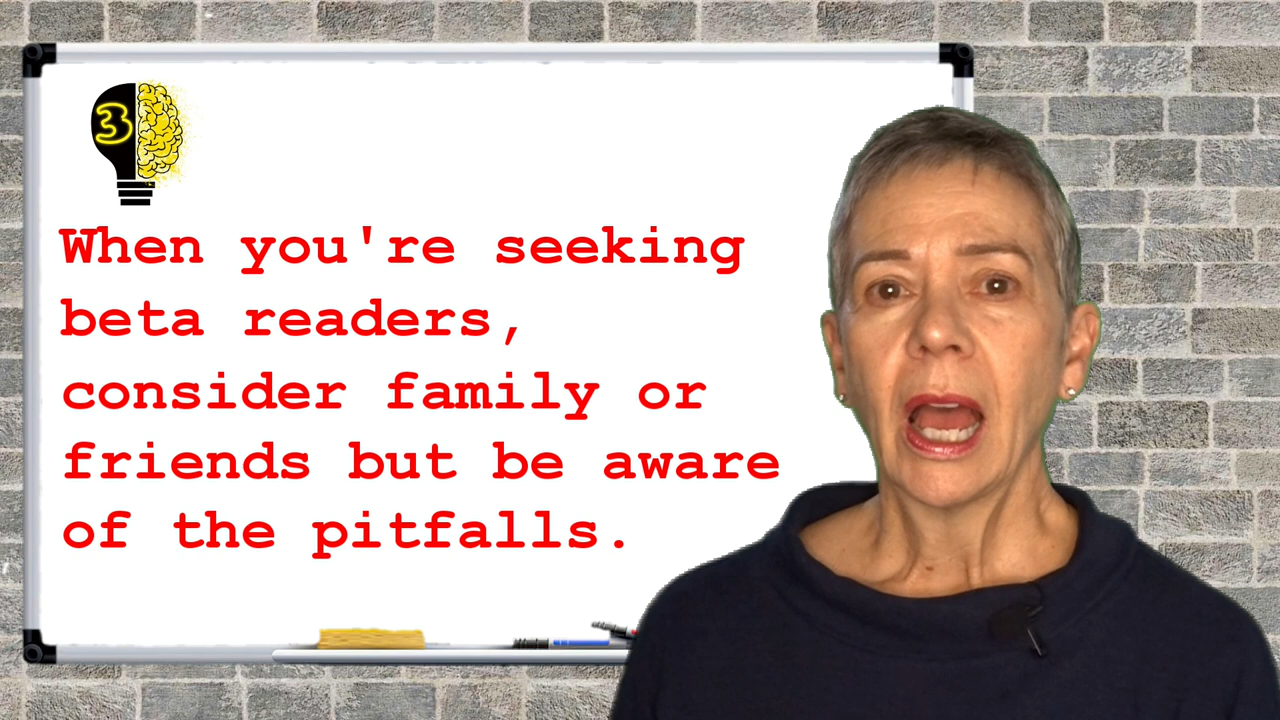 3
When you're seeking
beta readers,
consider family or
friends but be aware
of the pitfalls.